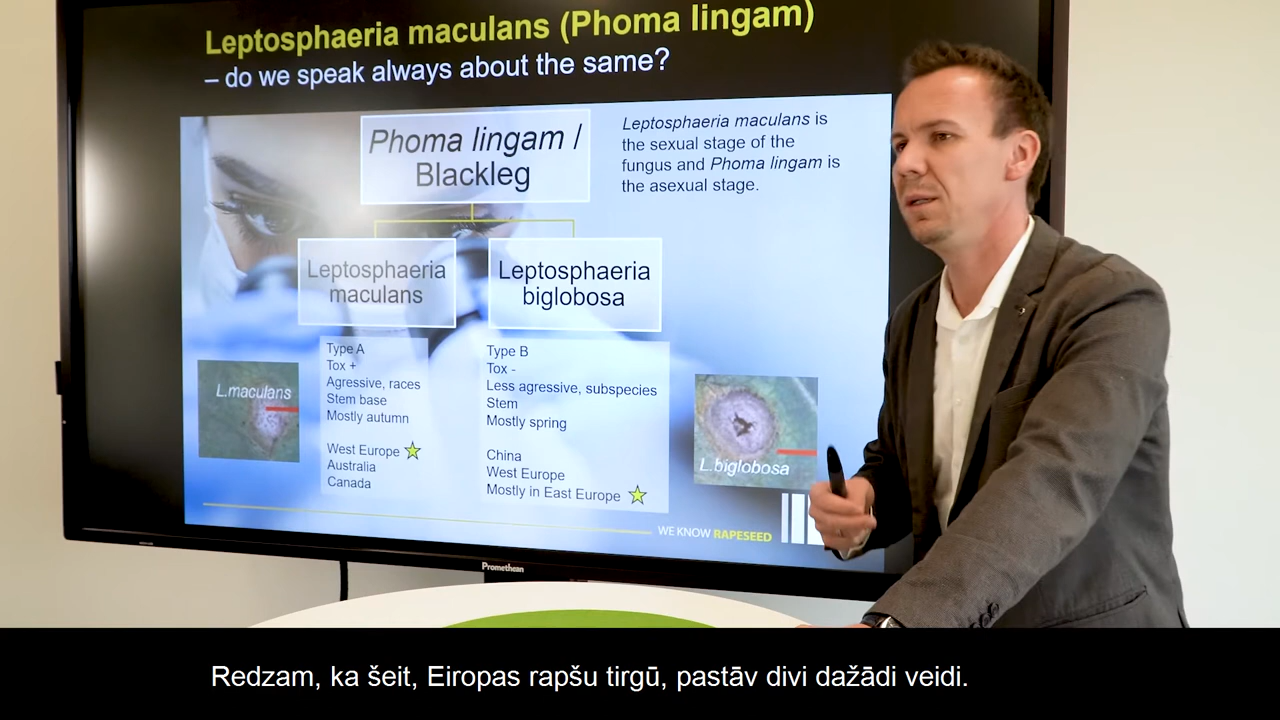 Leptosphaeria maculans (Phoma lingam)
– do we speak always about the same?
Phoma lingam /
Blackleg
Leptosphaeria maculans is
the sexual stage of the
fungus and Phoma lingam is
the asexual stage.
Leptosphaeria
maculans
Leptosphaeria
biglobosa
L.maculans
Type A
Tox +
Agressive, races
Stem base
Mostly autumn
West Europe
Australia
Canada
Type B
Tox -
Less agressive, subspecies
Stem
Mostly spring
China
West Europe
Mostly in East Europe
L.biglobosa
WE KNOW RAPESEED
Promethean
Redzam, ka šeit, Eiropas rapšu tirgū, pastāv divi dažādi veidi.